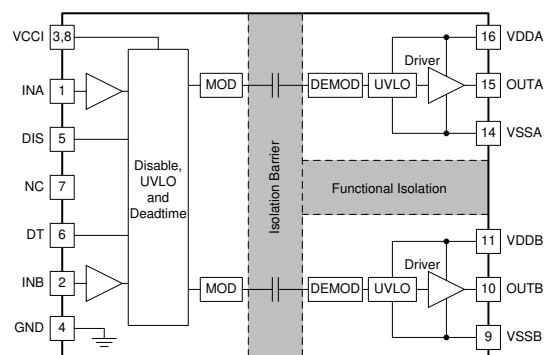 VCCI 3,8
16 VDDA
Driver
INA 1
MOD
DEMOD
UVLO
15 OUTA
DIS 5
14 VSSA
Disable,
UVLO
and
Deadtime
Isolation Barrier
NC 7
Functional Isolation
DT 6
11 VDDB
Driver
INB 2
MOD
DEMOD
UVLO
10 OUTB
GND 4
9 VSSB